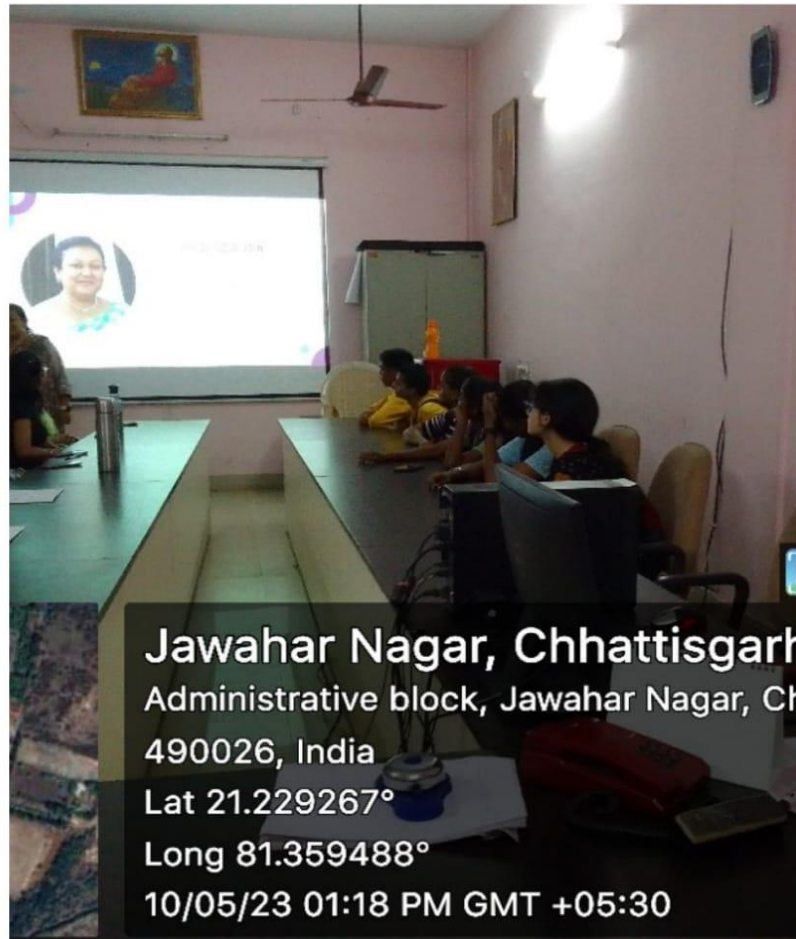 Jawahar Nagar, Chhattisgarh
Administrative block, Jawahar Nagar, Ch
490026, India
Lat 21.229267°
Long 81.359488°
10/05/23 01:18 PM GMT +05:30